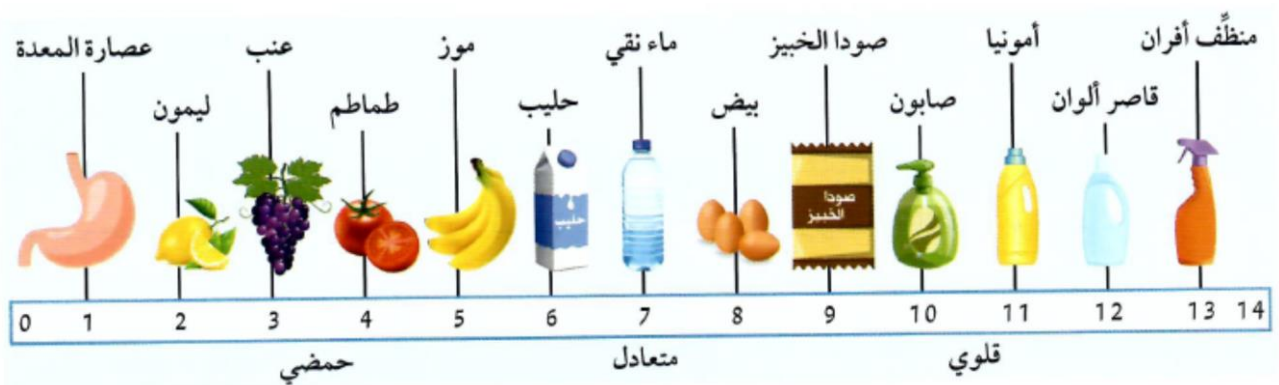 عصارة المعدة
ليمون
عنب
طماطم
موز
حليب
ماء نقي
بيض
صودا الخبيز
صابون
أمونيا
قاصر ألوان
منظِّف أفران
حليب
صودا
الخبيز
0 1 2 3 4 5 6 7 8 9 10 11 12 13 14
حمضي متعادل قلوي